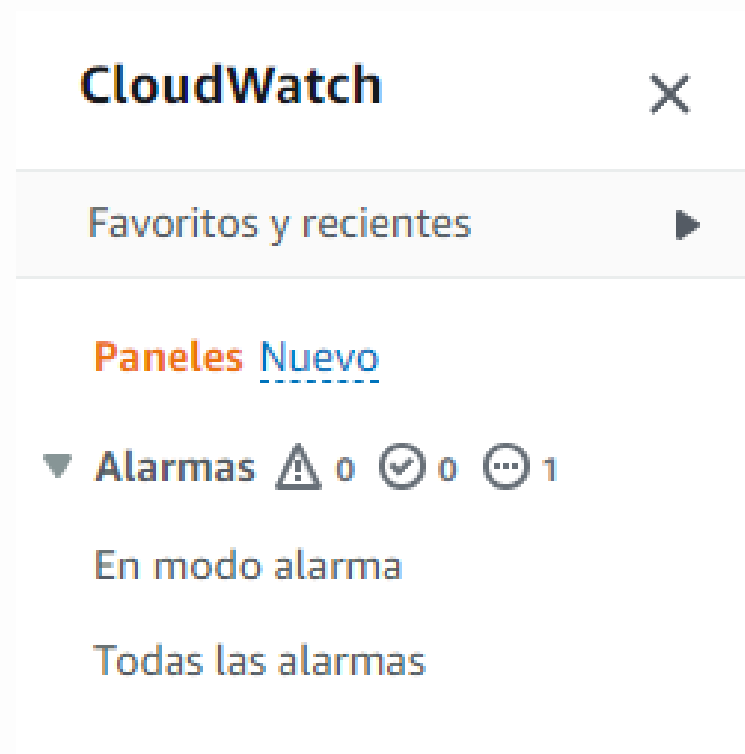 CloudWatch
Favoritos y recientes
Paneles Nuevo
Alarmas 0 0 1
En modo alarma
Todas las alarmas